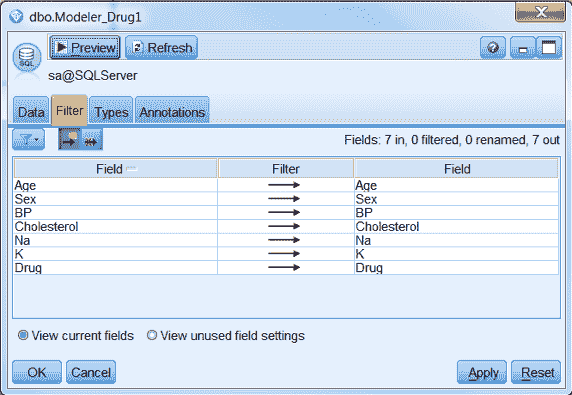 dbo.Modeler_Drug1
Preview Refresh
SQL
sa@SQLServer
Data Filter Types Annotations
Fields: 7 in, 0 filtered, 0 renamed, 7 out
Field Filter Field
Age Age
Sex Sex
BP BP
Cholesterol Cholesterol
Na Na
K K
Drug Drug
View current fields View unused field settings
OK Cancel Apply Reset